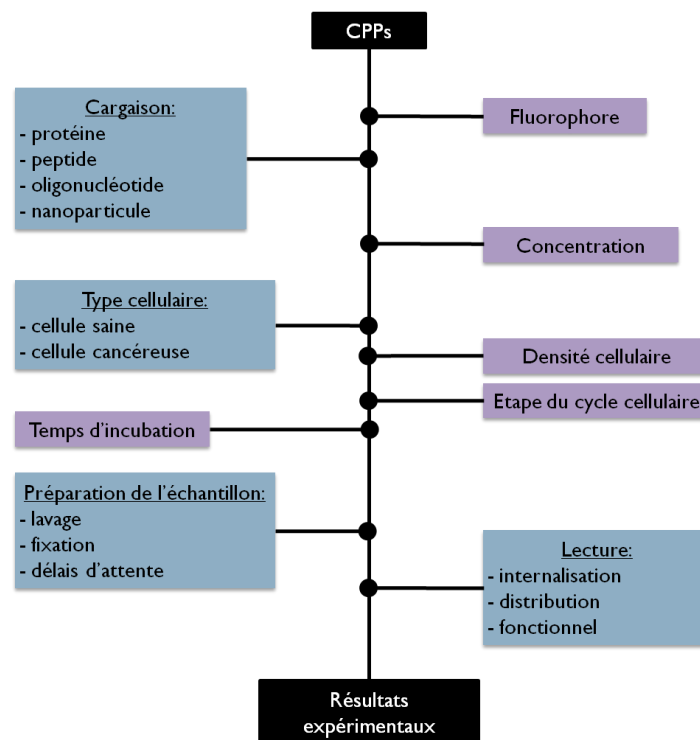 CPPs
Cargaison:
- protéine
- peptide
- oligonucléotide
- nanoparticule
Fluorophore
Concentration
Type cellulaire:
- cellule saine
- cellule cancéreuse
Densité cellulaire
Etape du cycle cellulaire
Temps d'incubation
Préparation de l'échantillon:
- lavage
- fixation
- délais d'attente
Lecture:
- internalisation
- distribution
- fonctionnel
Résultats
expérimentaux